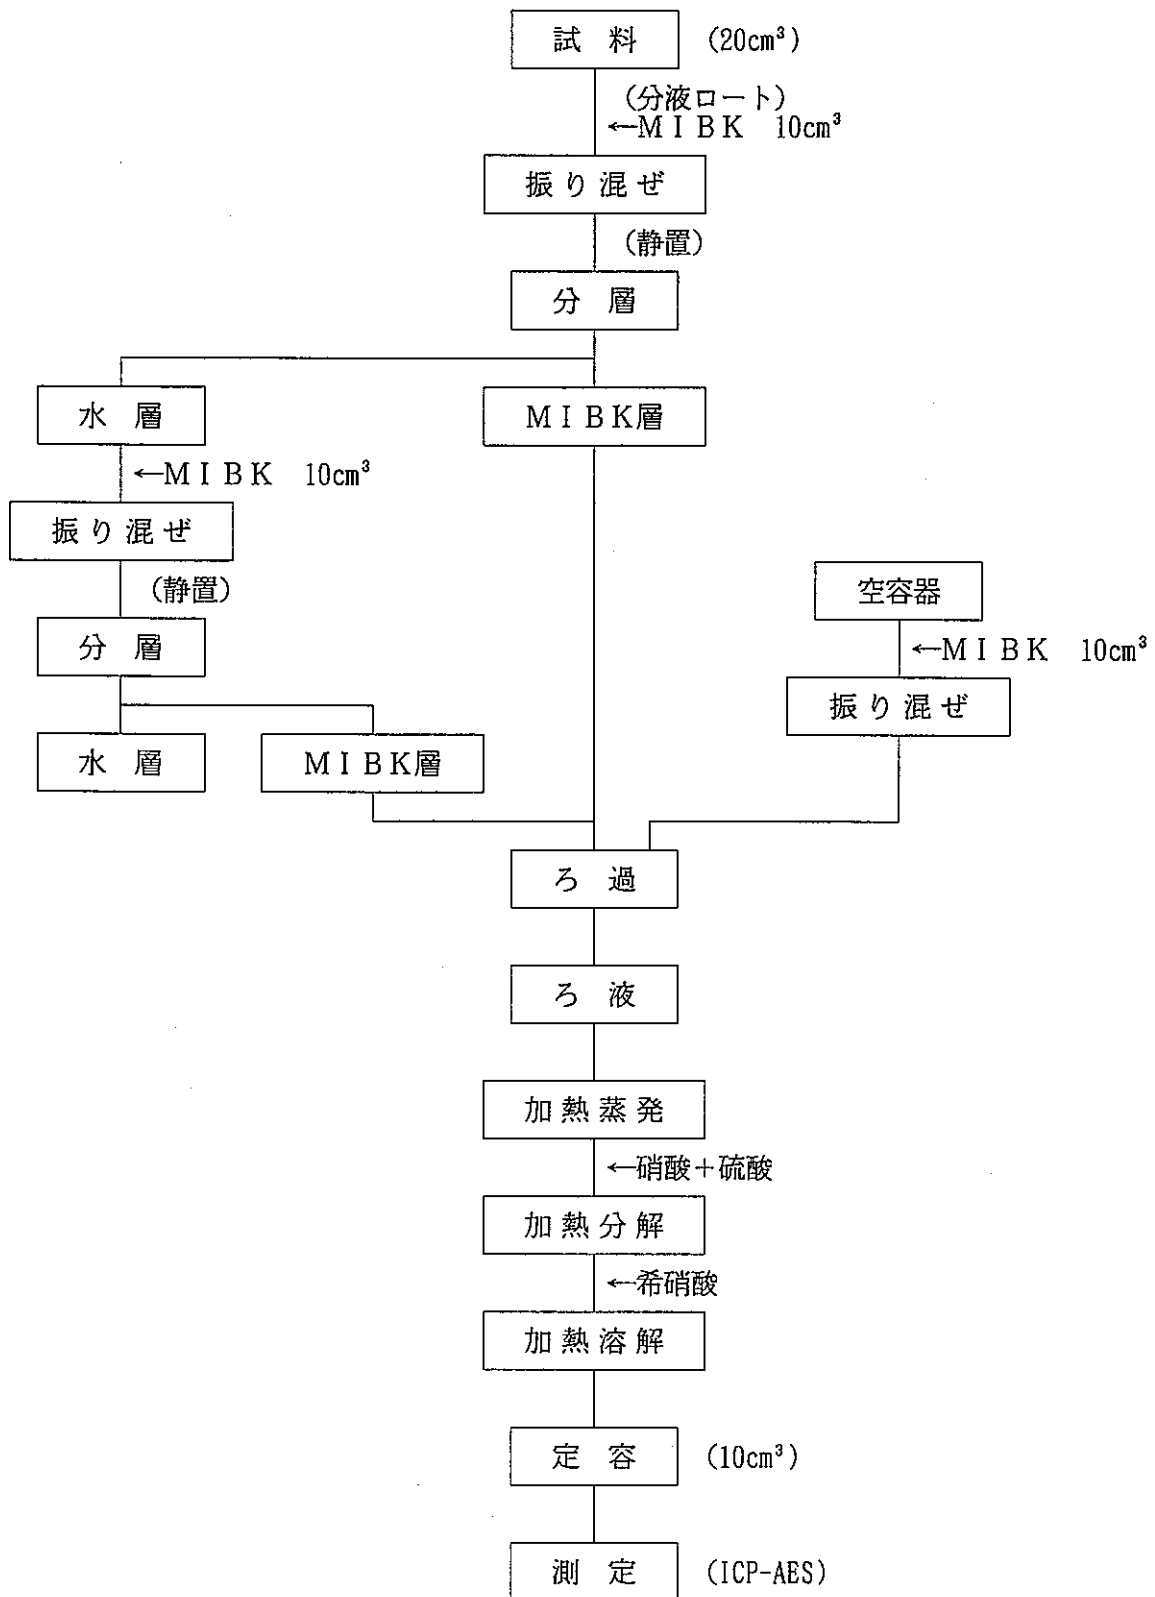 試料 (20cm³)
(分液ロート)
←MIBK 10cm³
振り混ぜ
(静置)
分層
水層
MIBK層
←MIBK 10cm³
振り混ぜ
(静置)
分層
水層
MIBK層
空容器
←MIBK 10cm³
振り混ぜ
ろ過
ろ液
加熱蒸発
←硝酸+硫酸
加熱分解
←希硝酸
加熱溶解
定容 (10cm³)
測定 (ICP-AES)